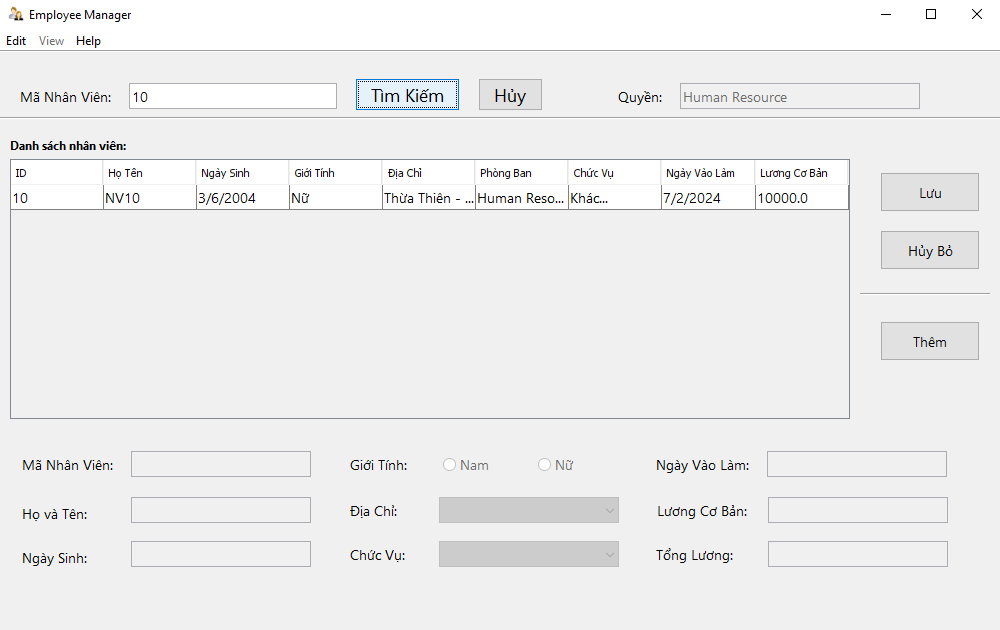 Employee Manager
Edit View Help
Mã Nhân Viên: 10 Tìm Kiếm Hủy Quyền: Human Resource
Danh sách nhân viên:
ID Họ Tên Ngày Sinh Giới Tính Địa Chỉ Phòng Ban Chức Vụ Ngày Vào Làm Lương Cơ Bản
10 NV10 3/6/2004 Nữ Thừa Thiên - ... Human Reso... Khác... 7/2/2024 10000.0
Lưu
Hủy Bỏ
Thêm
Mã Nhân Viên: Giới Tính: Nam Nữ Ngày Vào Làm:
Họ và Tên: Địa Chỉ: Lương Cơ Bản:
Ngày Sinh: Chức Vụ: Tổng Lương: